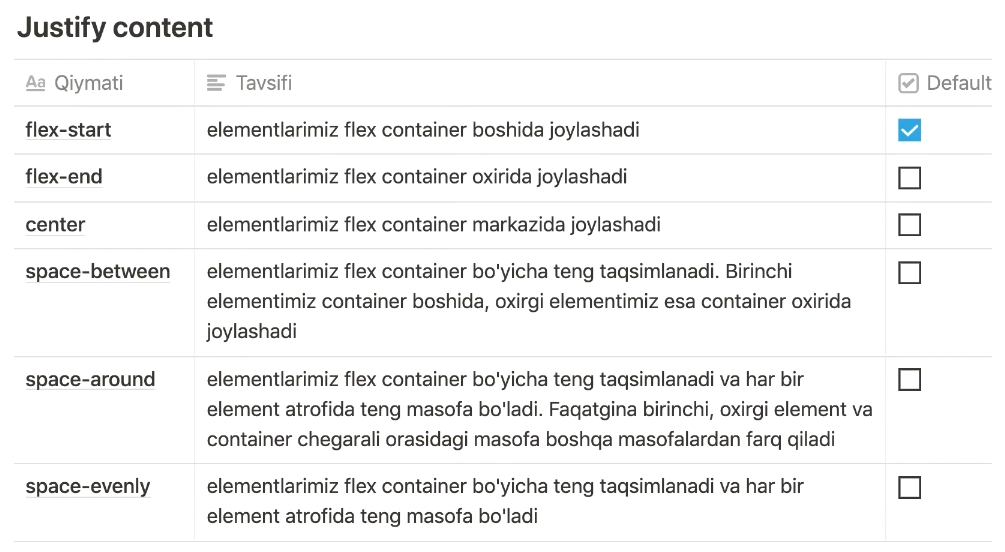 Justify content
Aa Qiymati
Tavsifi
Default
flex-start
elementlarimiz flex container boshida joylashadi
flex-end
elementlarimiz flex container oxirida joylashadi
center
elementlarimiz flex container markazida joylashadi
space-between
elementlarimiz flex container bo'yicha teng taqsimlanadi. Birinchi
elementimiz container boshida, oxirgi elementimiz esa container oxirida
joylashadi
space-around
elementlarimiz flex container bo'yicha teng taqsimlanadi va har bir
element atrofida teng masofa bo'ladi. Faqatgina birinchi, oxirgi element va
container chegarali orasidagi masofa boshqa masofalardan farq qiladi
space-evenly
elementlarimiz flex container bo'yicha teng taqsimlanadi va har bir
element atrofida teng masofa bo'ladi